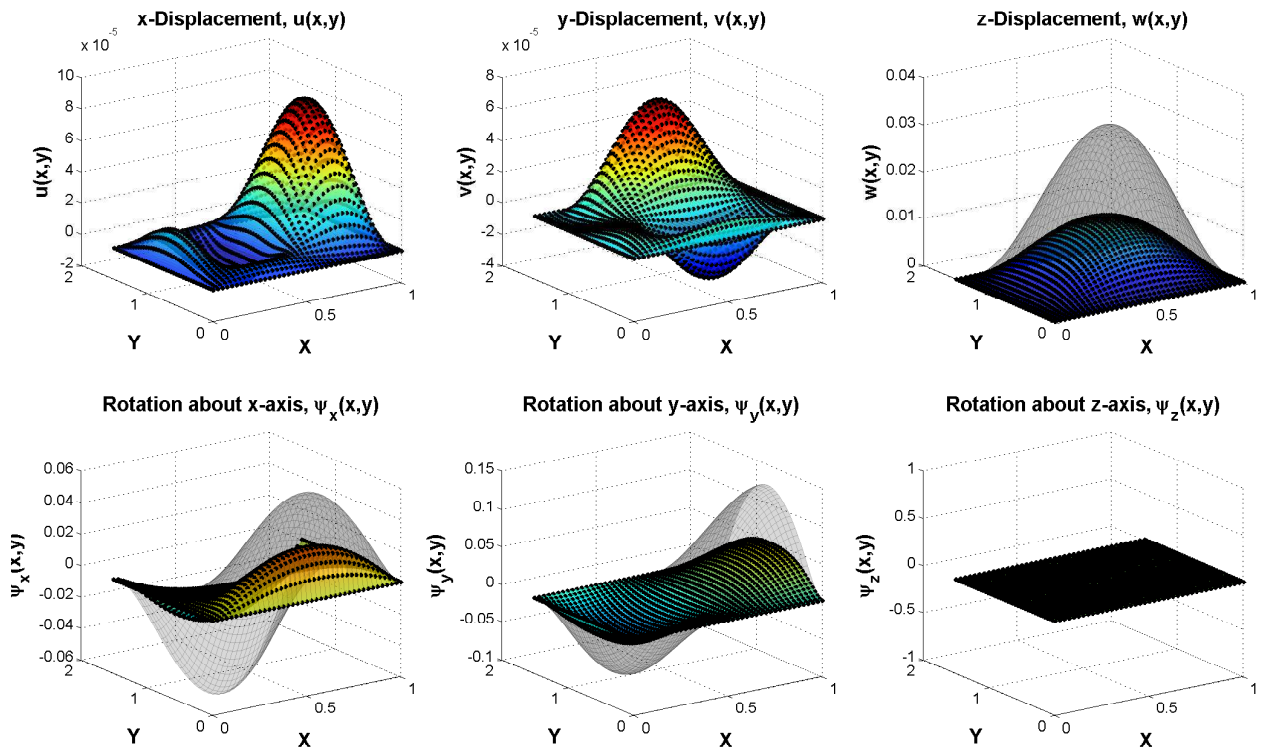 x-Displacement, u(x,y)
x 10⁻⁵
10
8
6
4
2
0
-2
u(x,y)
2
1
0
Y
0
0.5
1
X
y-Displacement, v(x,y)
x 10⁻⁵
8
6
4
2
0
-2
-4
v(x,y)
2
1
0
Y
0
0.5
1
X
z-Displacement, w(x,y)
0.04
0.03
0.02
0.01
0
w(x,y)
2
1
0
Y
0
0.5
1
X
Rotation about x-axis, ψₓ(x,y)
0.06
0.04
0.02
0
-0.02
-0.04
-0.06
ψₓ(x,y)
2
1
0
Y
0
0.5
1
X
Rotation about y-axis, ψ_y(x,y)
0.15
0.1
0.05
0
-0.05
-0.1
ψ_y(x,y)
2
1
0
Y
0
0.5
1
X
Rotation about z-axis, ψ_z(x,y)
1
0.5
0
-0.5
-1
ψ_z(x,y)
2
1
0
Y
0
0.5
1
X